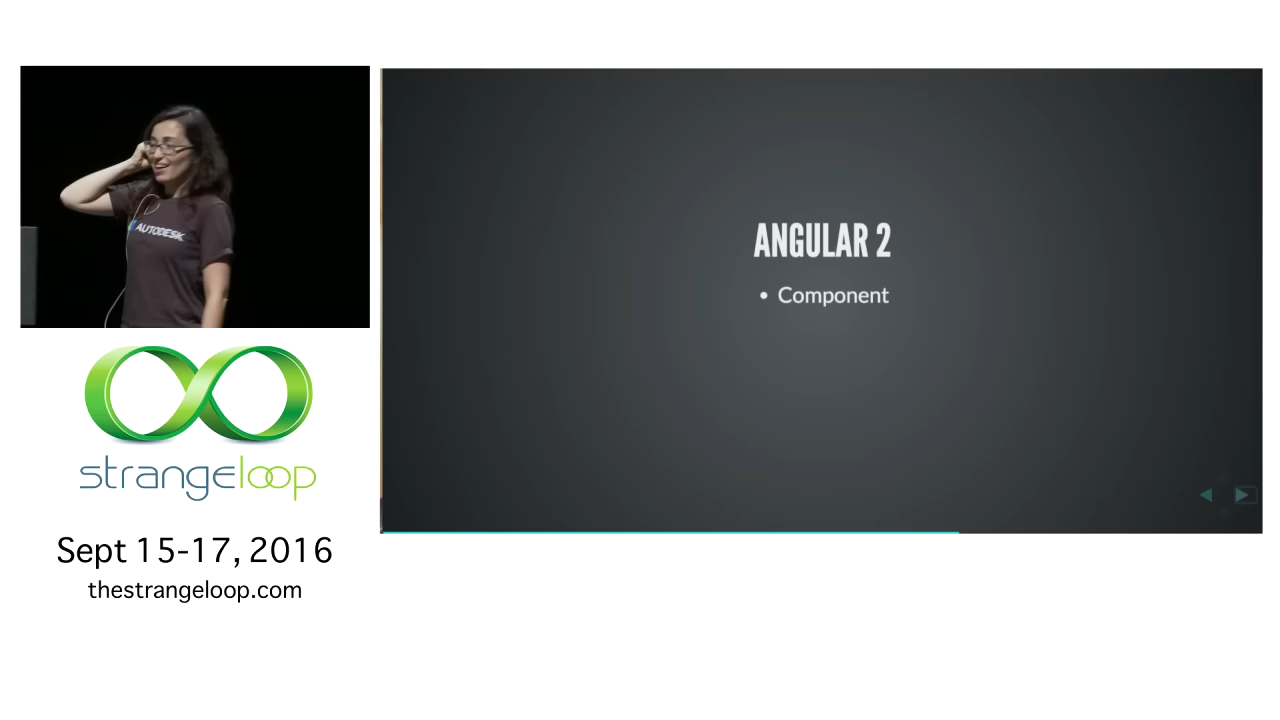 AUTODESK
strangeloop
Sept 15-17, 2016
thestrangeloop.com
ANGULAR 2
• Component